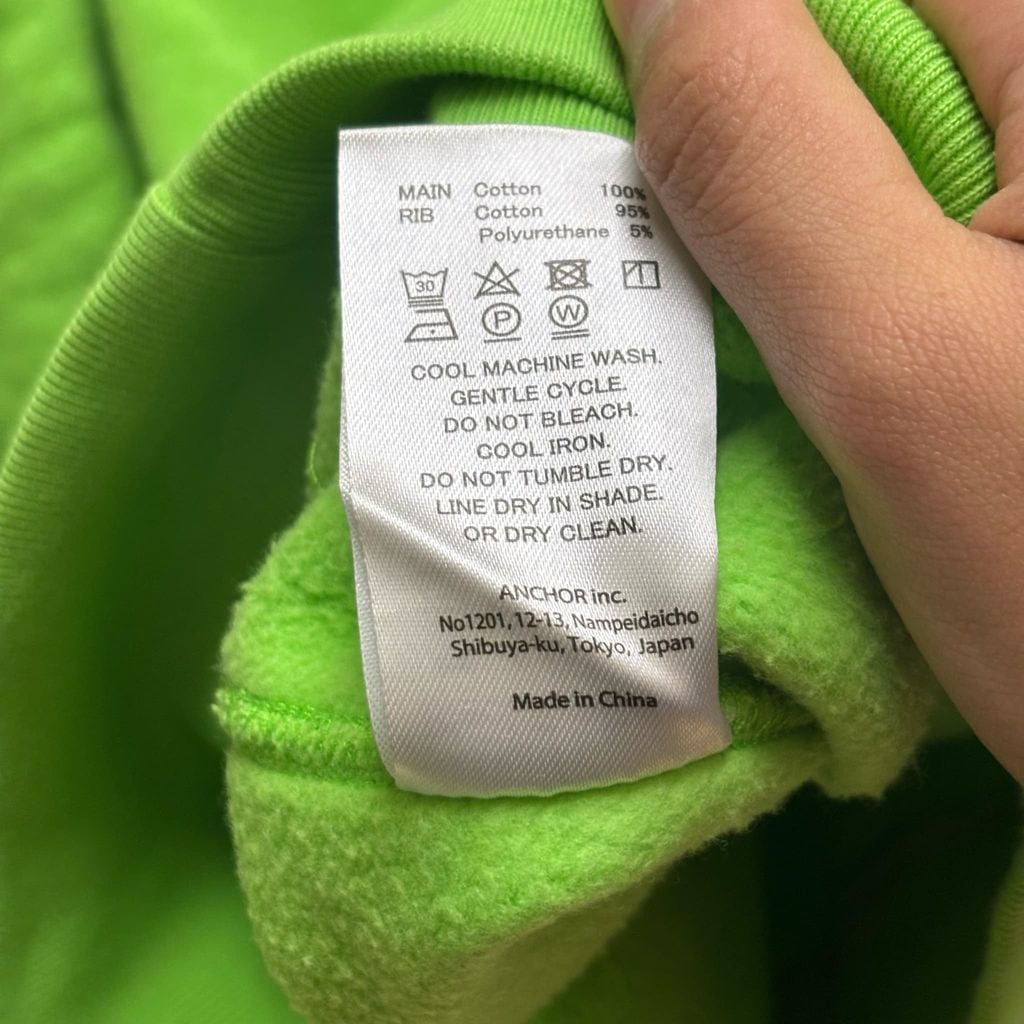 MAIN Cotton 100%
RIB Cotton 95%
Polyurethane 5%
30
P W
COOL MACHINE WASH.
GENTLE CYCLE.
DO NOT BLEACH.
COOL IRON.
DO NOT TUMBLE DRY.
LINE DRY IN SHADE.
OR DRY CLEAN.
ANCHOR inc.
No1201, 12-13, Nampeidaicho
Shibuya-ku, Tokyo, Japan
Made in China